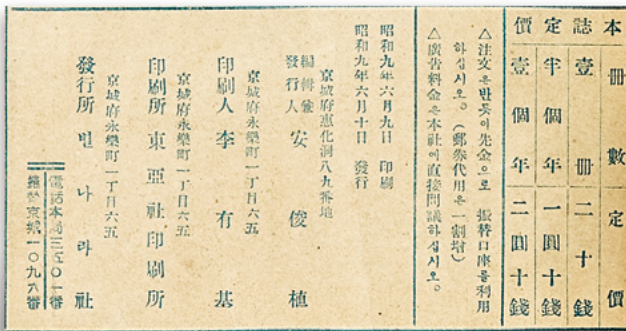 本誌定價
冊數 定價
壹冊 二十錢
半個年 一圓十錢
壹個年 二圓十錢
△注文은반듯이先金으로 振替口座를利用
하십시오。(郵券代用은一割增)
△廣告料金은本社에直接問議하십시오。
昭和九年六月九日 印刷
昭和九年六月十日 發行
京城府惠化洞八九番地
編輯兼
發行人 安俊植
京城府永樂町一丁目六五
印刷人 李有基
京城府永樂町一丁目六五
印刷所 東亞社印刷所
京城府永樂町一丁目六五
發行所 별나라社
電話本局三五〇一番
振替京城一〇九六番